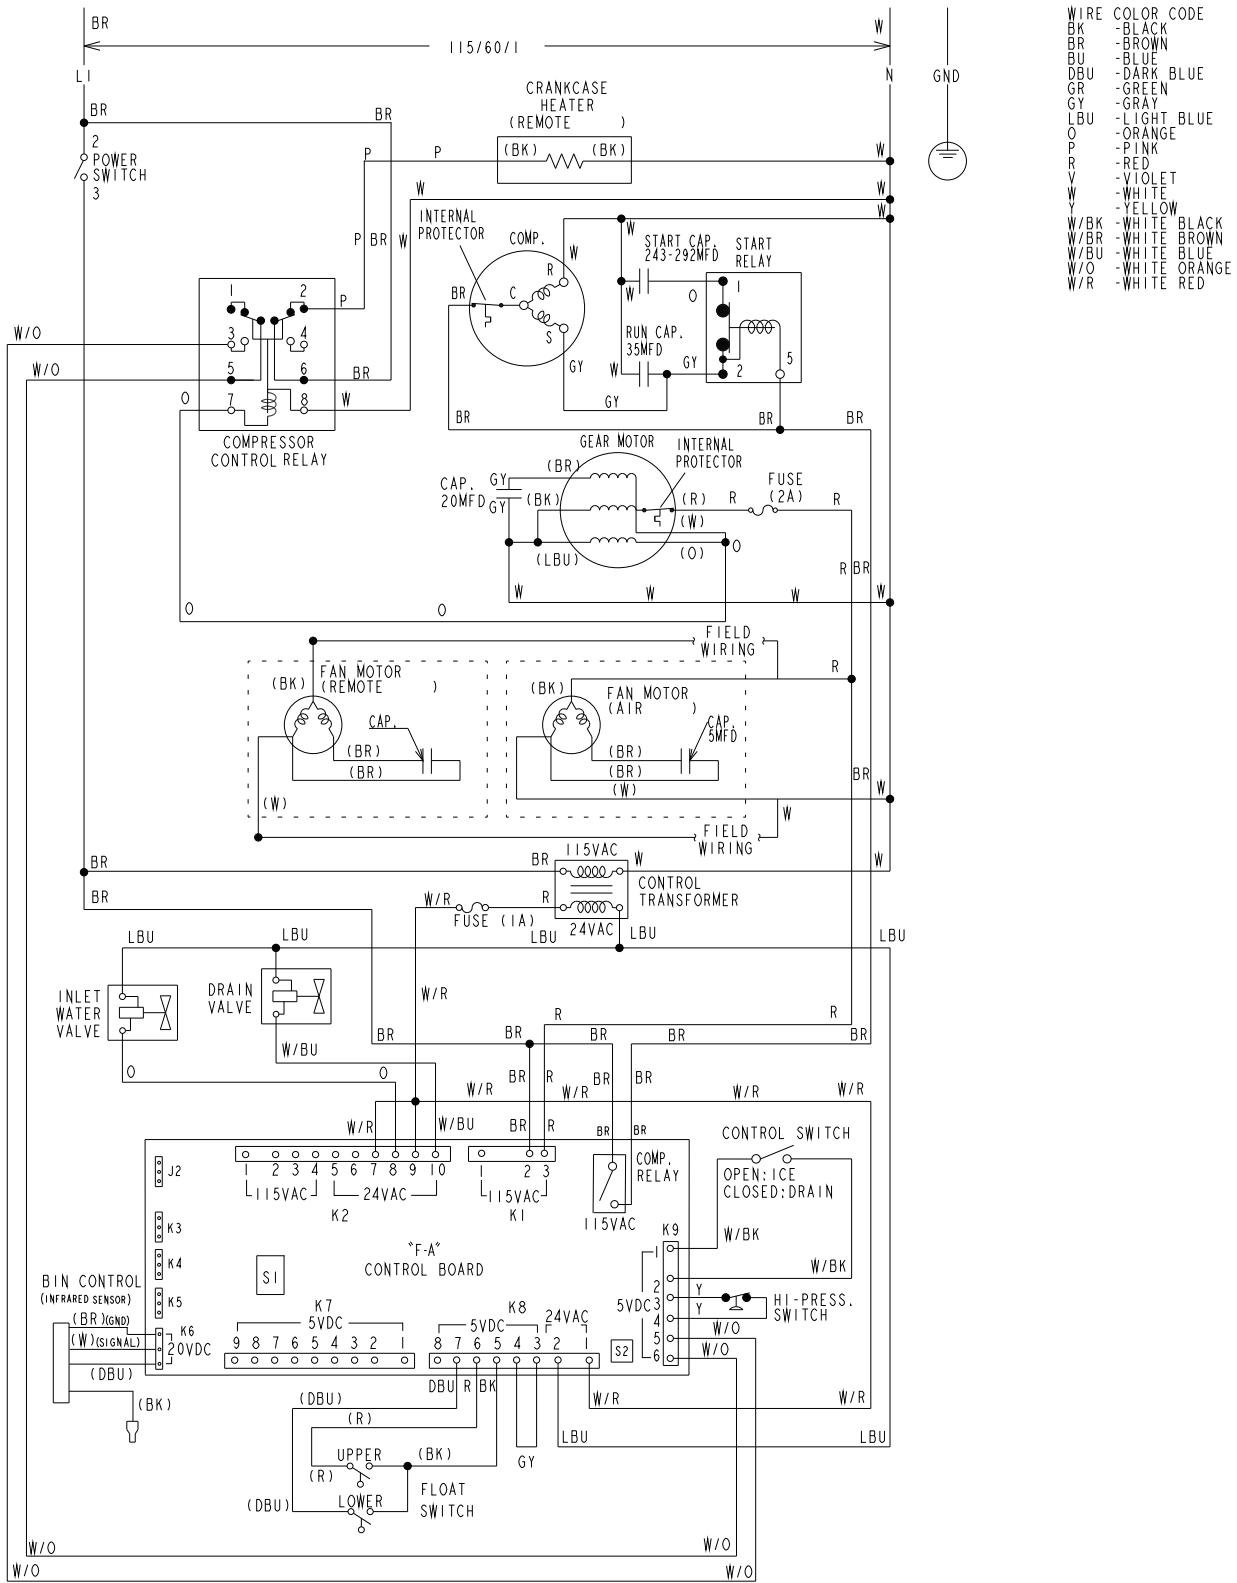 BR
W
115/60/1
L1
N
GND
WIRE COLOR CODE
BK -BLACK
BR -BROWN
BU -BLUE
DBU -DARK BLUE
GR -GREEN
GY -GRAY
LBU -LIGHT BLUE
O -ORANGE
P -PINK
R -RED
V -VIOLET
W -WHITE
Y -YELLOW
W/BK -WHITE BLACK
W/BR -WHITE BROWN
W/BU -WHITE BLUE
W/O -WHITE ORANGE
W/R -WHITE RED
BR
BR
CRANKCASE
HEATER
(REMOTE )
2
POWER
SWITCH
3
P
P
(BK)
(BK)
W
W
W
INTERNAL
PROTECTOR
COMP.
W
W
P
BR
W
START CAP.
243-292MFD
START
RELAY
R
BR
C
S
W
O
1
1
2
P
3
4
5
6
7
8
W/O
W/O
BR
O
W
RUN CAP.
35MFD
W
GY
2
5
GY
GY
COMPRESSOR
CONTROL RELAY
BR
BR
BR
GEAR MOTOR
INTERNAL
PROTECTOR
(BR)
CAP.
20MFD
GY
GY
(BK)
(R)
R
FUSE
(2A)
R
(W)
(LBU)
(O)
O
R
BR
W
W
W
W
O
O
FIELD
WIRING
R
FAN MOTOR
(REMOTE )
(BK)
CAP.
(BR)
(BR)
(W)
(BK)
FAN MOTOR
(AIR )
CAP.
5MFD
(BR)
(BR)
(W)
BR
W
W
FIELD
WIRING
BR
BR
115VAC
W
W
CONTROL
TRANSFORMER
BR
W/R
R
FUSE (1A)
24VAC
LBU
LBU
LBU
LBU
LBU
INLET
WATER
VALVE
DRAIN
VALVE
W/R
R
R
W/BU
BR
BR
BR
BR
BR
O
O
W/R
BR
R
BR
BR
W/R
W/R
W/R
W/R
W/BU
BR
R
BR
BR
CONTROL SWITCH
OPEN:ICE
CLOSED:DRAIN
J2
1 2 3 4 5 6 7 8 9 10
115VAC
24VAC
K2
1 2 3
115VAC
K1
COMP.
RELAY
115VAC
K9
K3
K4
K5
S1
"F-A"
CONTROL BOARD
1
2
3
4
5
6
5VDC
W/BK
W/BK
Y
Y
HI-PRESS.
SWITCH
W/O
W/O
BIN CONTROL
(INFRARED SENSOR)
(BR)(GND)
(W)(SIGNAL)
(DBU)
(BK)
K6
20VDC
K7
5VDC
9 8 7 6 5 4 3 2 1
K8
5VDC
24VAC
8 7 6 5 4 3 2 1
S2
DBU R BK
W/R
W/R
(DBU)
(R)
UPPER
(BK)
(R)
GY
LBU
LBU
(DBU)
LOWER
FLOAT
SWITCH
W/O
W/O
W/O
W/O